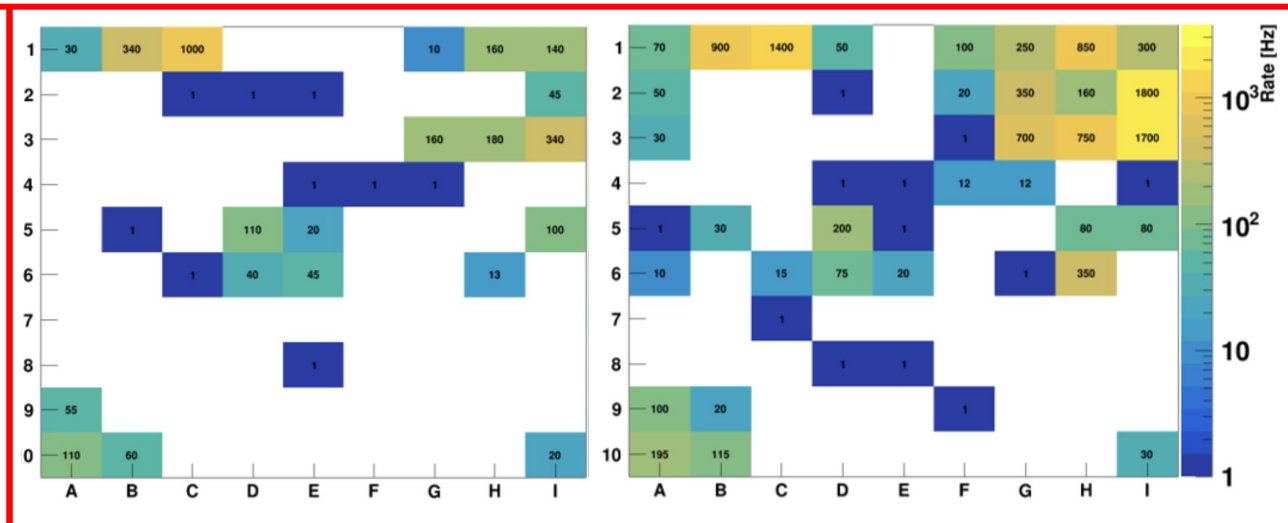 1 30 340 1000 10 160 140
2 1 1 1 45
3 160 180 340
4 1 1 1
5 1 110 20 100
6 1 40 45 13
7
8 1
9 55
0 110 60 20
A B C D E F G H I
1 70 900 1400 50 100 250 850 300
2 50 1 20 350 160 1800
3 30 1 700 750 1700
4 1 1 12 12 1
5 1 30 200 1 80 80
6 10 15 75 20 1 350
7 1
8 1 1
9 100 20 1
10 195 115 30
A B C D E F G H I
Rate [Hz]
10³
10²
10
1